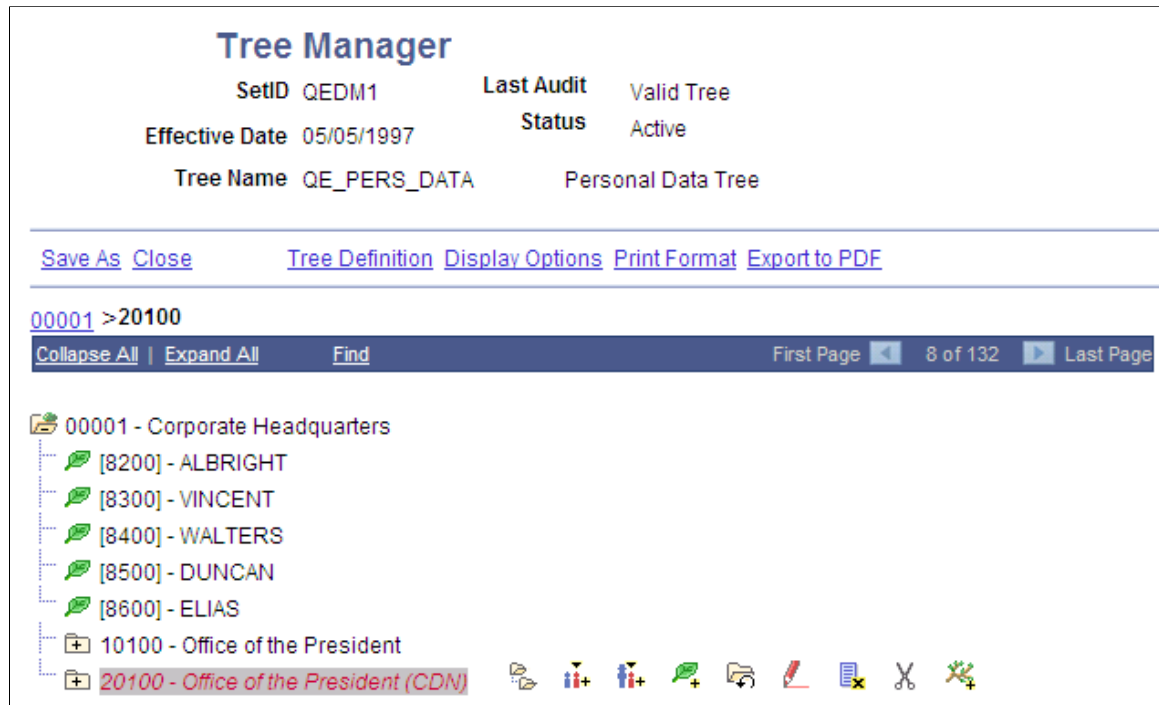 Tree Manager
SetID QEDM1 Last Audit Valid Tree
Effective Date 05/05/1997 Status Active
Tree Name QE_PERS_DATA Personal Data Tree
Save As Close Tree Definition Display Options Print Format Export to PDF
00001 >20100
Collapse All | Expand All Find First Page 8 of 132 Last Page
00001 - Corporate Headquarters
[8200] - ALBRIGHT
[8300] - VINCENT
[8400] - WALTERS
[8500] - DUNCAN
[8600] - ELIAS
10100 - Office of the President
20100 - Office of the President (CDN)